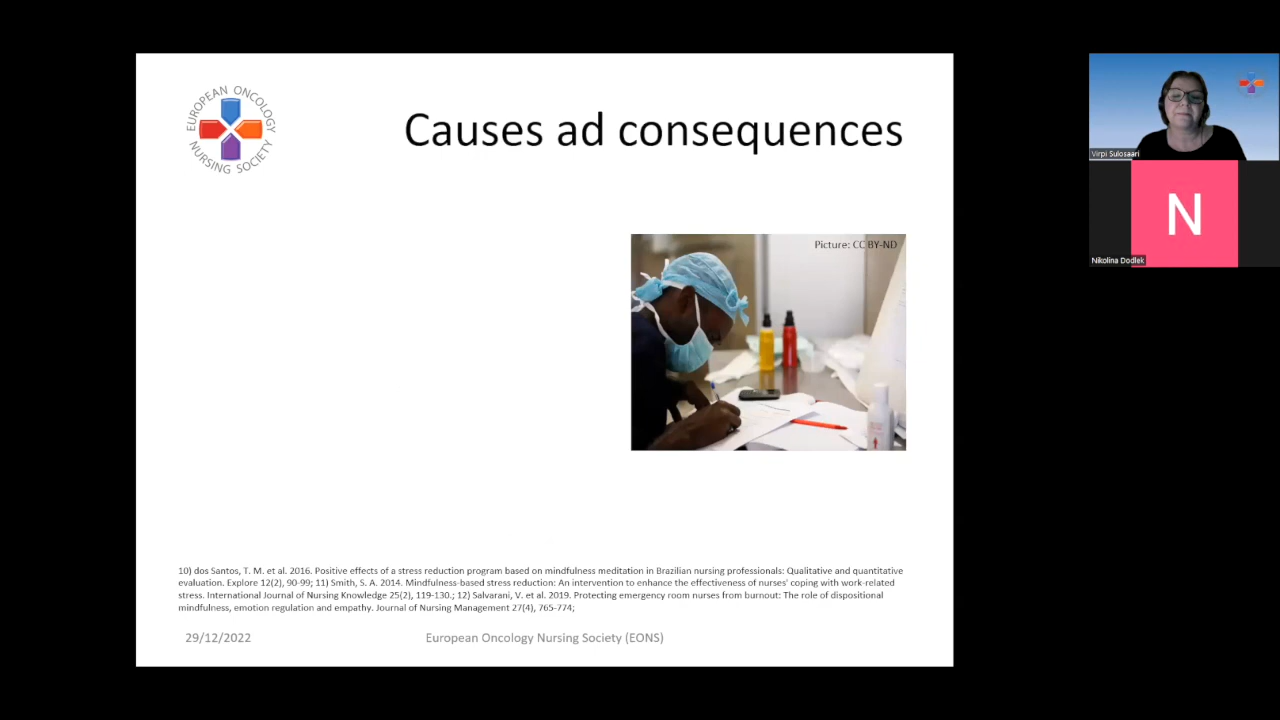 EUROPEAN ONCOLOGY
NURSING SOCIETY
Causes ad consequences
Picture: CC BY-ND
10) dos Santos, T. M. et al. 2016. Positive effects of a stress reduction program based on mindfulness meditation in Brazilian nursing professionals: Qualitative and quantitative
evaluation. Explore 12(2), 90-99; 11) Smith, S. A. 2014. Mindfulness-based stress reduction: An intervention to enhance the effectiveness of nurses' coping with work-related
stress. International Journal of Nursing Knowledge 25(2), 119-130.; 12) Salvarani, V. et al. 2019. Protecting emergency room nurses from burnout: The role of dispositional
mindfulness, emotion regulation and empathy. Journal of Nursing Management 27(4), 765-774;
29/12/2022
European Oncology Nursing Society (EONS)
Virpi Sulosaari
N
Nikolina Dodlek